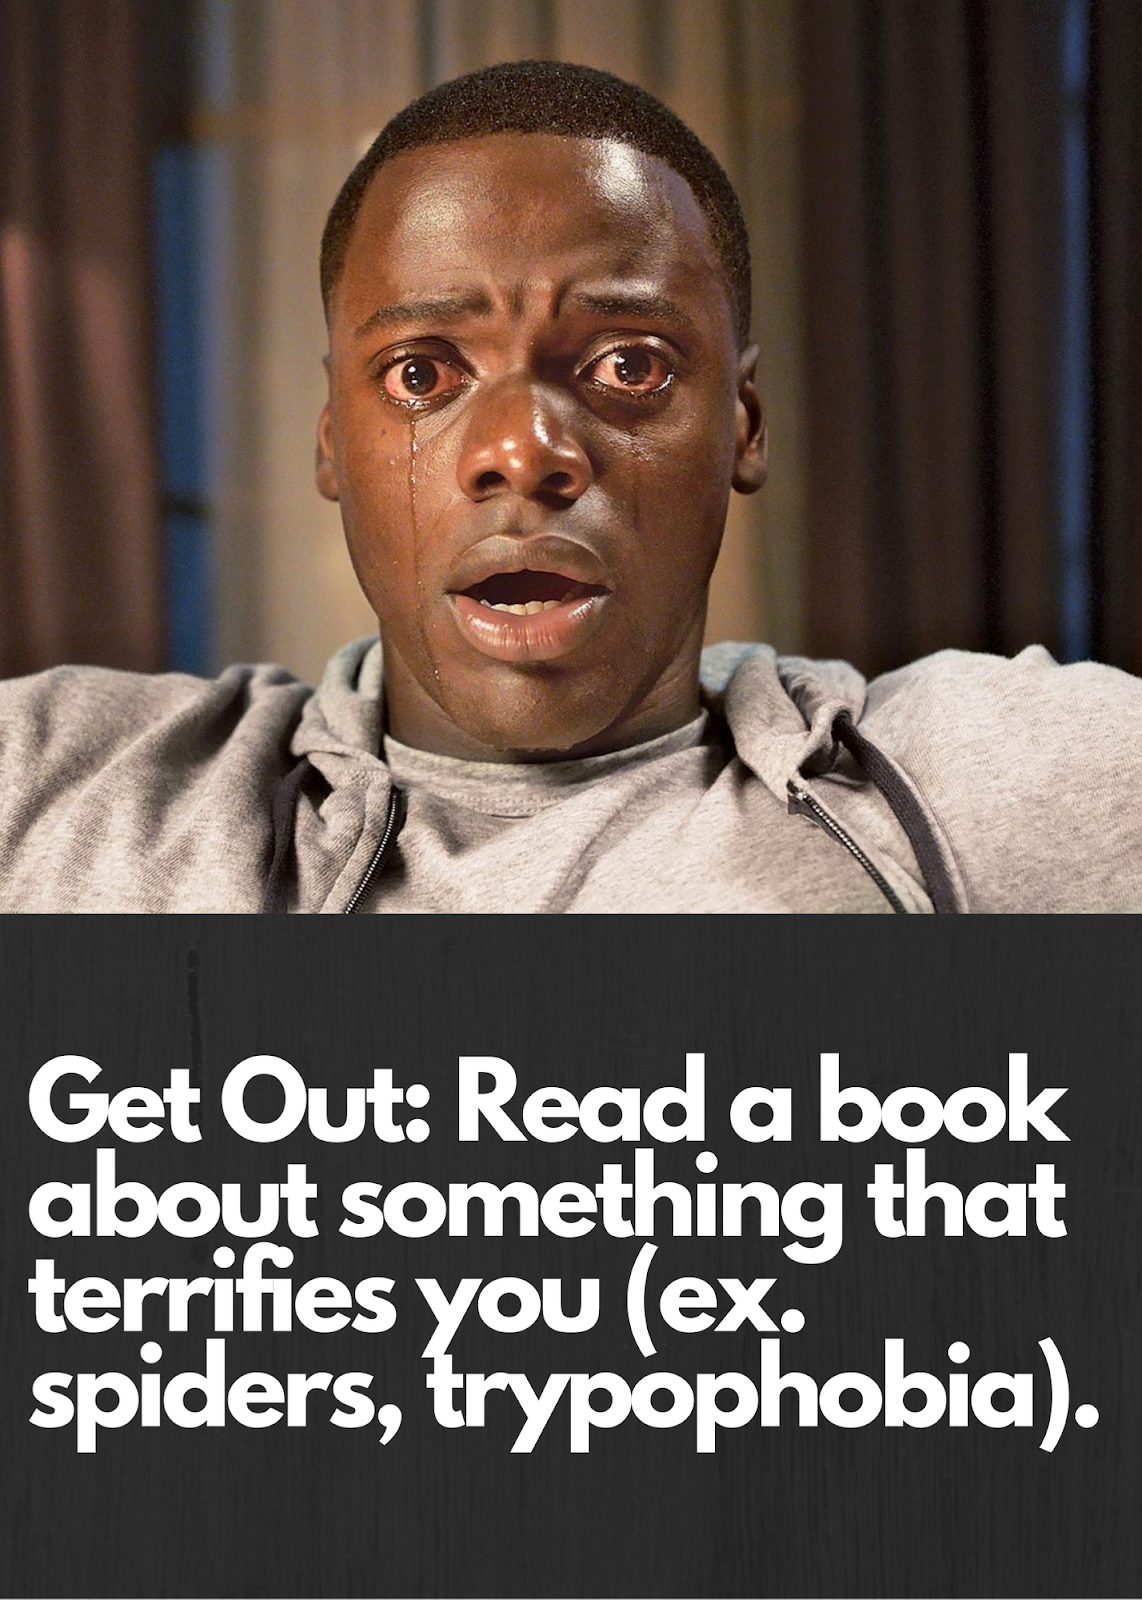 Get Out: Read a book
about something that
terrifies you (ex.
spiders, trypophobia).